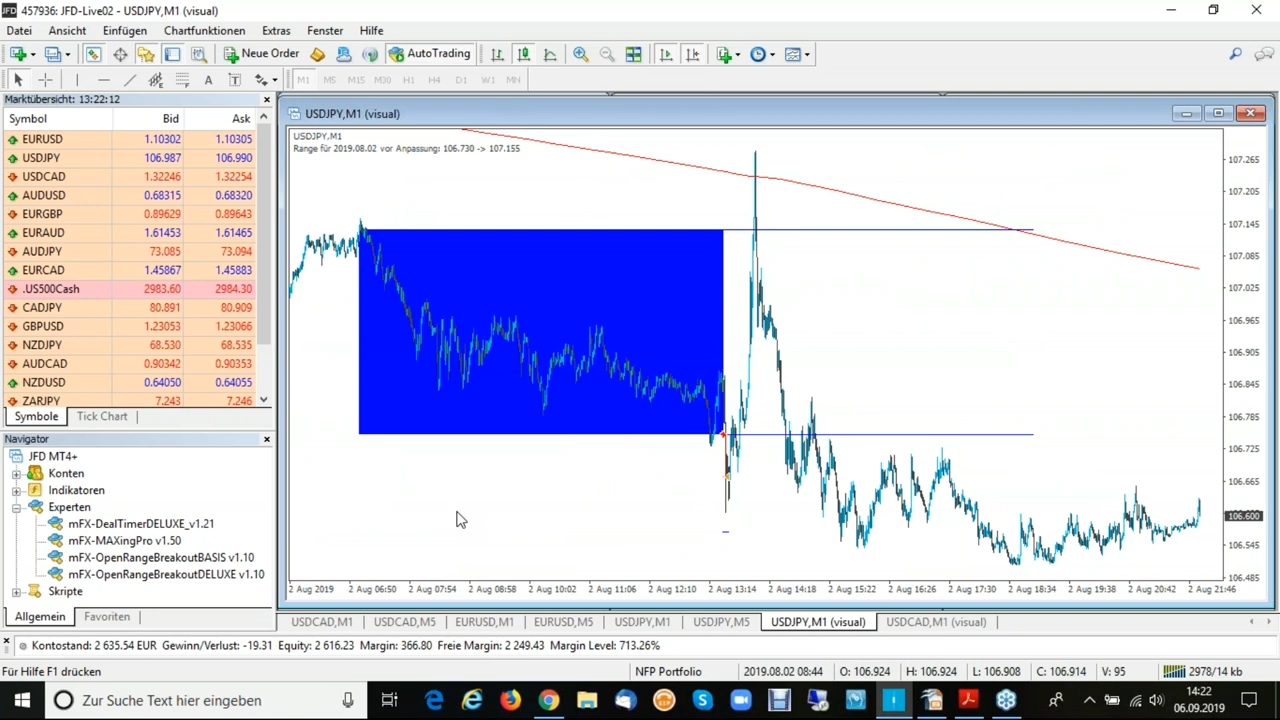 457936: JFD-Live02 - USDJPY,M1 (visual)
Datei Ansicht Einfügen Chartfunktionen Extras Fenster Hilfe
Neue Order AutoTrading
A T M1 M5 M15 M30 H1 H4 D1 W1 MN
Marktübersicht: 13:22:12
Symbol Bid Ask
EURUSD 1.10302 1.10305
USDJPY 106.987 106.990
USDCAD 1.32246 1.32254
AUDUSD 0.68315 0.68320
EURGBP 0.89629 0.89643
EURAUD 1.61453 1.61465
AUDJPY 73.085 73.094
EURCAD 1.45867 1.45883
.US500Cash 2983.60 2984.30
CADJPY 80.891 80.909
GBPUSD 1.23053 1.23066
NZDJPY 68.530 68.535
AUDCAD 0.90342 0.90353
NZDUSD 0.64050 0.64055
ZARJPY 7.243 7.246
Symbole Tick Chart
Navigator
JFD MT4+
Konten
Indikatoren
Experten
mFX-DealTimerDELUXE_v1.21
mFX-MAXingPro v1.50
mFX-OpenRangeBreakoutBASIS v1.10
mFX-OpenRangeBreakoutDELUXE v1.10
Skripte
Allgemein Favoriten
USDJPY,M1 (visual)
USDJPY,M1
Range für 2019.08.02 vor Anpassung: 106.730 -> 107.155
107.265
107.205
107.145
107.085
107.025
106.965
106.905
106.845
106.785
106.725
106.665
106.600
106.545
106.485
2 Aug 2019 2 Aug 06:50 2 Aug 07:54 2 Aug 08:58 2 Aug 10:02 2 Aug 11:06 2 Aug 12:10 2 Aug 13:14 2 Aug 14:18 2 Aug 15:22 2 Aug 16:26 2 Aug 17:30 2 Aug 18:34 2 Aug 19:38 2 Aug 20:42 2 Aug 21:46
USDCAD,M1 USDCAD,M5 EURUSD,M1 EURUSD,M5 USDJPY,M1 USDJPY,M5 USDJPY,M1 (visual) USDCAD,M1 (visual)
Kontostand: 2 635.54 EUR Gewinn/Verlust: -19.31 Equity: 2 616.23 Margin: 366.80 Freie Margin: 2 249.43 Margin Level: 713.26%
Für Hilfe F1 drücken NFP Portfolio 2019.08.02 08:44 O: 106.924 H: 106.924 L: 106.908 C: 106.914 V: 95 2978/14 kb
Zur Suche Text hier eingeben
14:22
06.09.2019